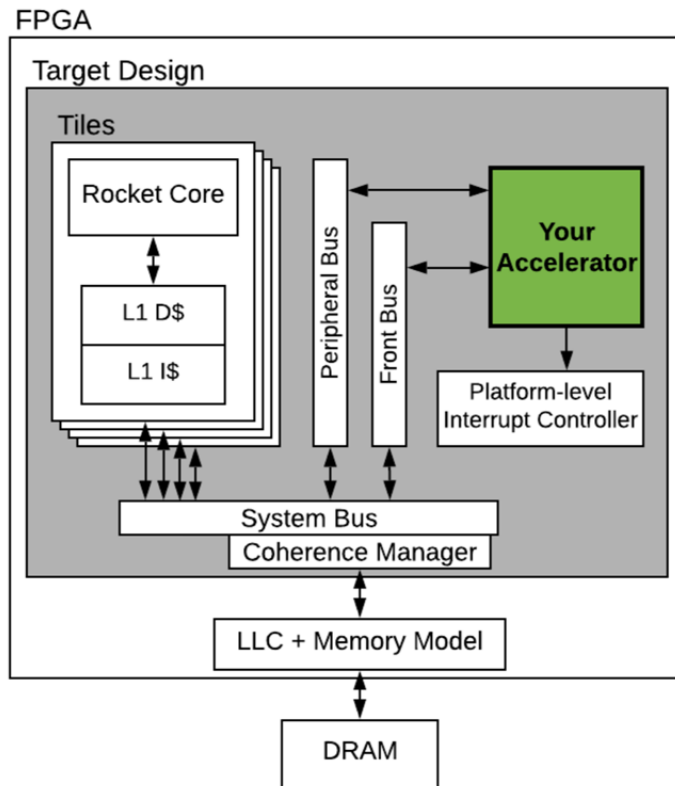 FPGA
Target Design
Tiles
Rocket Core
L1 D$
L1 I$
Peripheral Bus
Front Bus
Your
Accelerator
Platform-level
Interrupt Controller
System Bus
Coherence Manager
LLC + Memory Model
DRAM